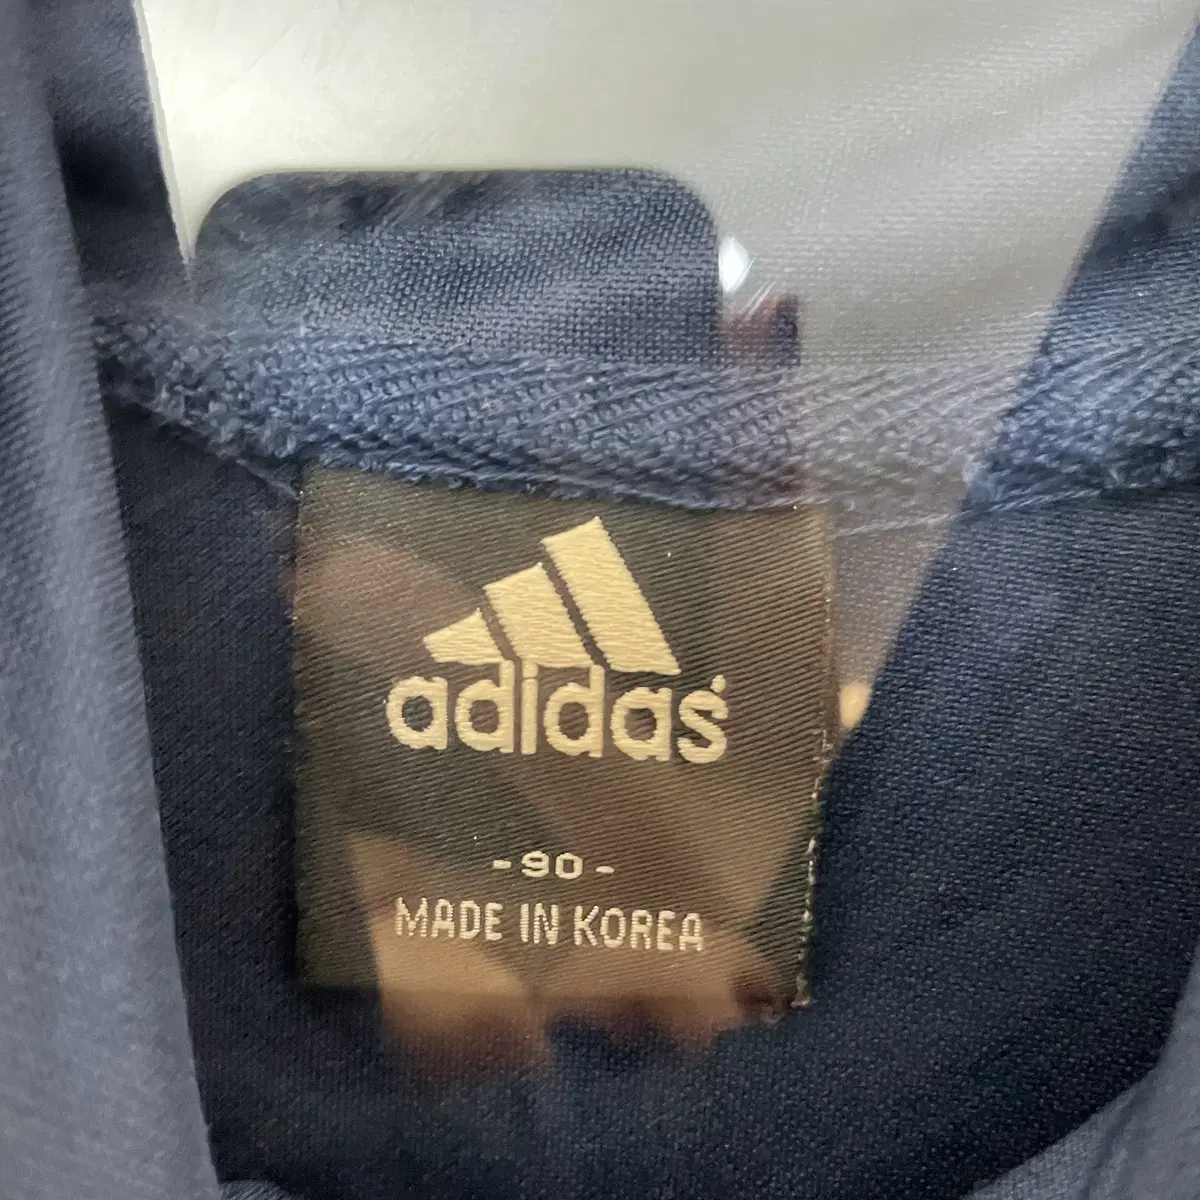 adidas
-90-
MADE IN KOREA